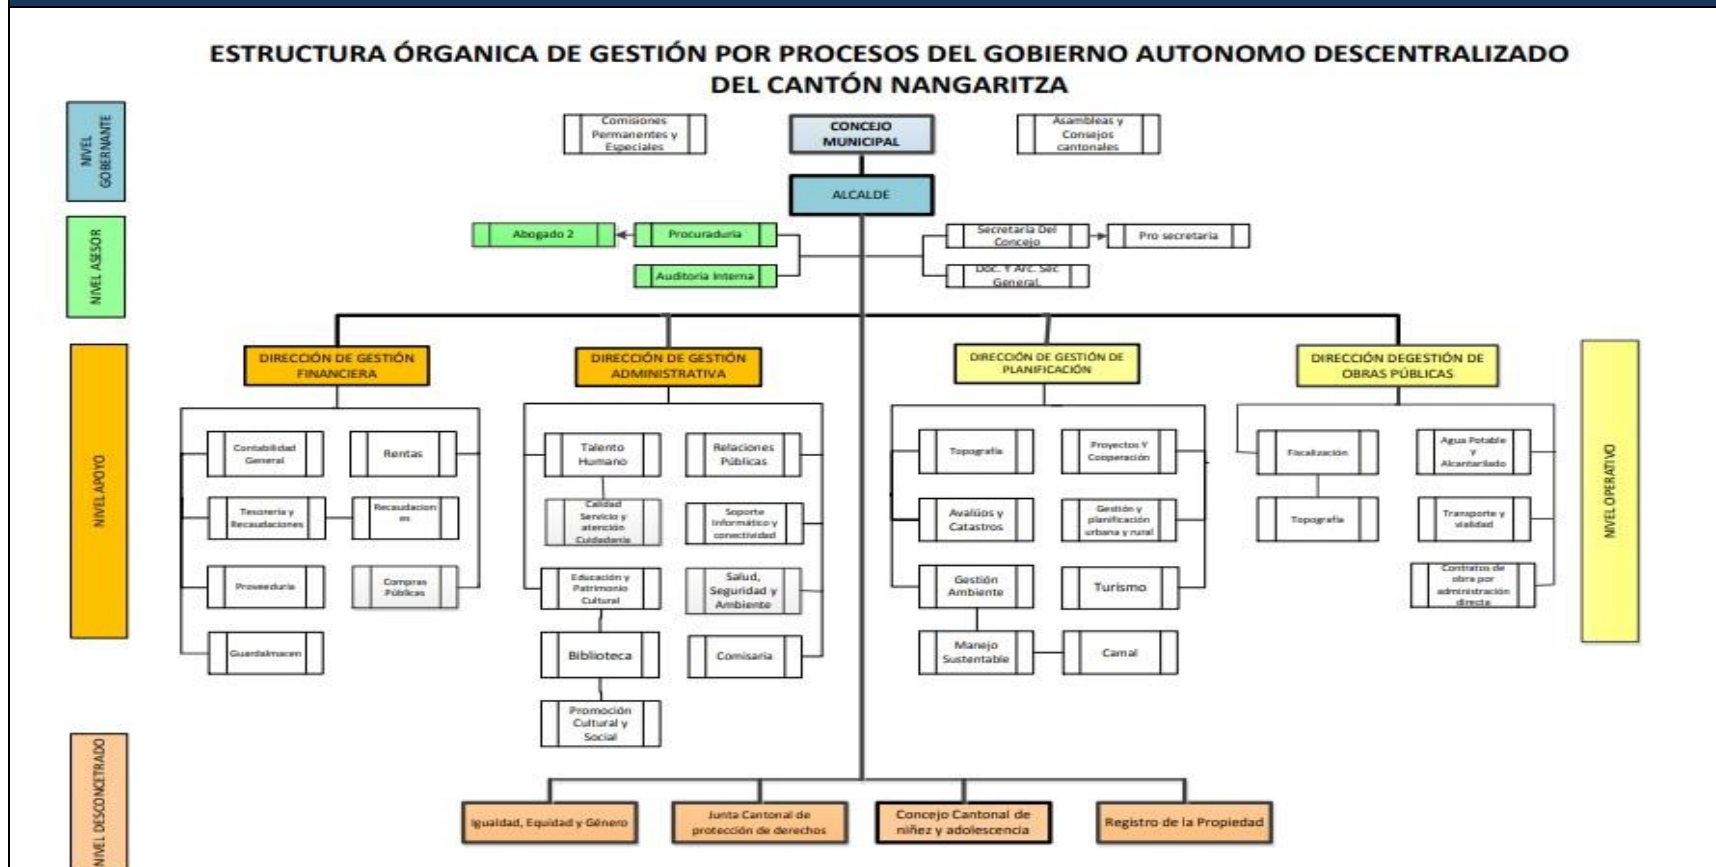 ESTRUCTURA ÓRGANICA DE GESTIÓN POR PROCESOS DEL GOBIERNO AUTONOMO DESCENTRALIZADO
DEL CANTÓN NANGARITZA
NIVEL
GOBERNANTE
Comisiones
Permanentes y
Especiales
CONCEJO
MUNICIPAL
Asambleas y
Consejos
cantonales
ALCALDE
NIVEL ASESOR
Abogado 2
Procuraduria
Secretaria Del
Concejo
Pro secretaria
Auditoria Interna
Doc. Y Arc. Sec
General.
NIVEL APOYO
DIRECCIÓN DE GESTIÓN
FINANCIERA
Contabilidad
General
Rentas
Tesoreria y
Recaudaciones
Recaudacion
es
Proveeduria
Compras
Públicas
Guardalmacen
DIRECCIÓN DE GESTIÓN
ADMINISTRATIVA
Talento
Humano
Relaciones
Públicas
Calidad
Servicio y
atención
Cuidadania
Soporte
Informático y
conectividad
Educación y
Patrimonio
Cultural
Salud,
Seguridad y
Ambiente
Biblioteca
Comisaria
Promoción
Cultural y
Social
DIRECCIÓN DE GESTIÓN DE
PLANIFICACIÓN
Topografía
Proyectos Y
Cooperación
Avalúos y
Catastros
Gestión y
planificación
urbana y rural
Gestión
Ambiente
Turismo
Manejo
Sustentable
Camal
DIRECCIÓN DEGESTIÓN DE
OBRAS PÚBLICAS
Fiscalización
Agua Potable
y
Alcantarilado
Topografía
Transporte y
vialidad
Contratos de
obra por
administración
directa
NIVEL OPERATIVO
NIVEL DESCONCETRADO
Igualdad, Equidad y Género
Junta Cantonal de
protección de derechos
Concejo Cantonal de
niñez y adolescencia
Registro de la Propiedad